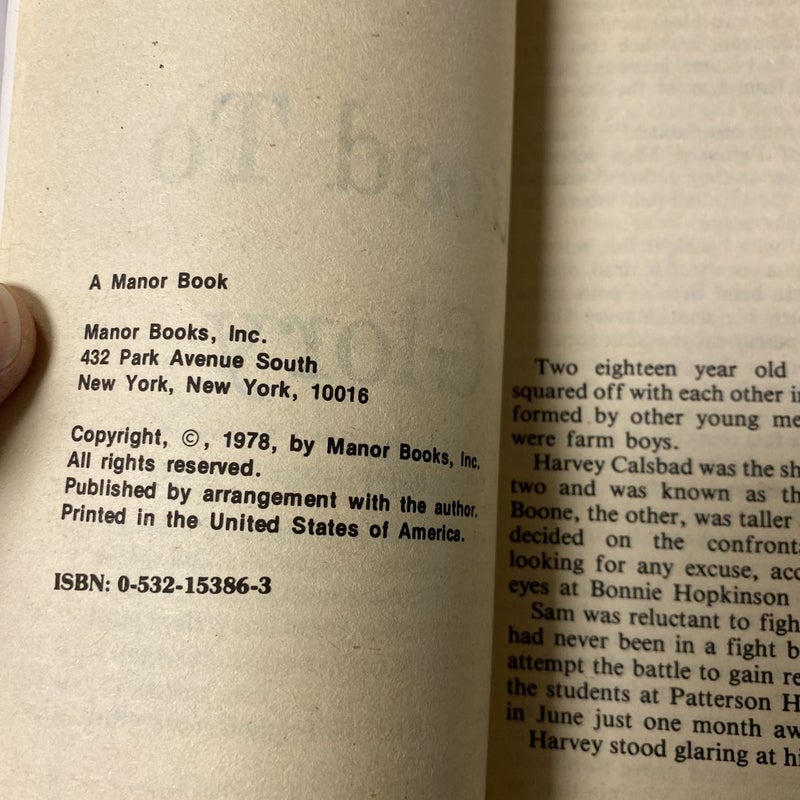 A Manor Book
Manor Books, Inc.
432 Park Avenue South
New York, New York, 10016
Copyright, ©, 1978, by Manor Books, Inc.
All rights reserved.
Published by arrangement with the author.
Printed in the United States of America.
ISBN: 0-532-15386-3
Two eighteen year old
squared off with each other i
formed by other young me
were farm boys.
Harvey Calsbad was the sh
two and was known as th
Boone, the other, was taller
decided on the confront
looking for any excuse, acc
eyes at Bonnie Hopkinson
Sam was reluctant to figh
had never been in a fight b
attempt the battle to gain re
the students at Patterson H
in June just one month aw
Harvey stood glaring at hi